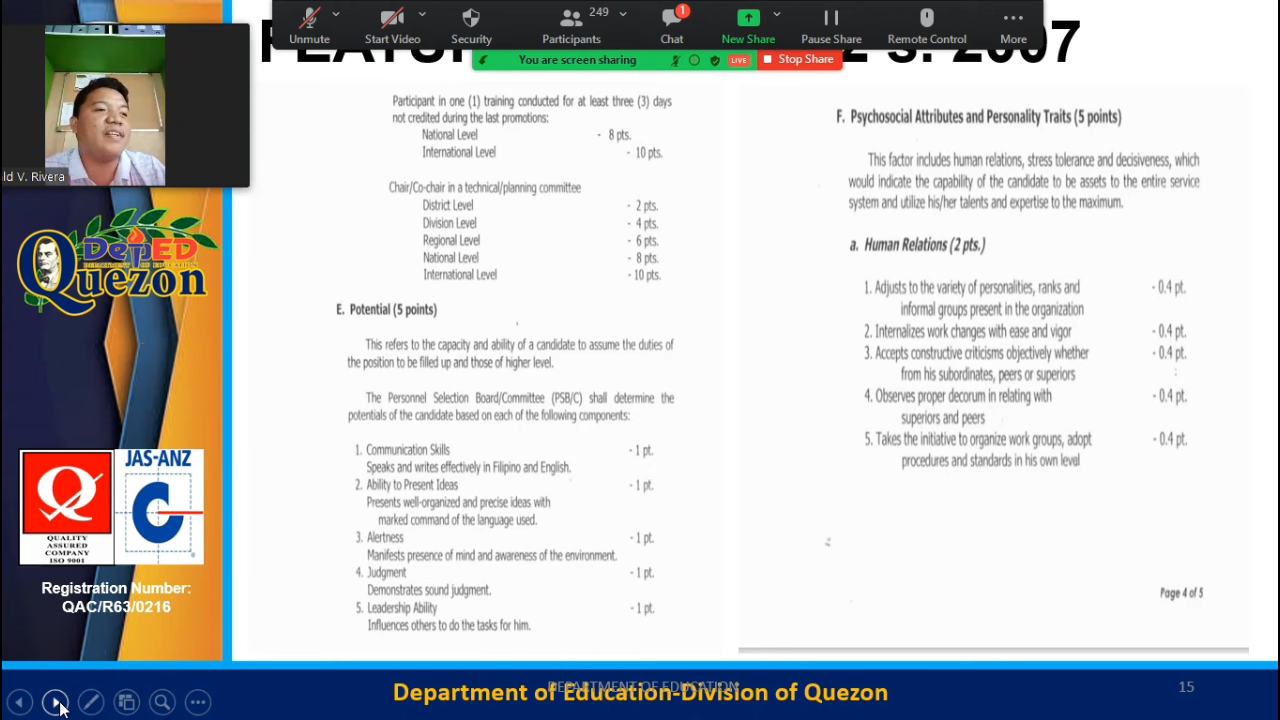 Unmute
Start Video
Security
249
Participants
1
Chat
New Share
Pause Share
Remote Control
More
You are screen sharing
LIVE
Stop Share
2 s. 2007
ld V. Rivera
DepED
DEPARTMENT OF EDUCATION
Quezon
QUALITY
ASSURED
COMPANY
ISO 9001
JAS-ANZ
Registration Number:
QAC/R63/0216
Participant in one (1) training conducted for at least three (3) days
not credited during the last promotions:
National Level - 8 pts.
International Level - 10 pts.
Chair/Co-chair in a technical/planning committee
District Level - 2 pts.
Division Level - 4 pts.
Regional Level - 6 pts.
National Level - 8 pts.
International Level - 10 pts.
E. Potential (5 points)
This refers to the capacity and ability of a candidate to assume the duties of
the position to be filled up and those of higher level.
The Personnel Selection Board/Committee (PSB/C) shall determine the
potentials of the candidate based on each of the following components:
1. Communication Skills - 1 pt.
Speaks and writes effectively in Filipino and English.
2. Ability to Present Ideas - 1 pt.
Presents well-organized and precise ideas with
marked command of the language used.
3. Alertness - 1 pt.
Manifests presence of mind and awareness of the environment.
4. Judgment - 1 pt.
Demonstrates sound judgment.
5. Leadership Ability - 1 pt.
Influences others to do the tasks for him.
F. Psychosocial Attributes and Personality Traits (5 points)
This factor includes human relations, stress tolerance and decisiveness, which
would indicate the capability of the candidate to be assets to the entire service
system and utilize his/her talents and expertise to the maximum.
a. Human Relations (2 pts.)
1. Adjusts to the variety of personalities, ranks and - 0.4 pt.
informal groups present in the organization
2. Internalizes work changes with ease and vigor - 0.4 pt.
3. Accepts constructive criticisms objectively whether - 0.4 pt.
from his subordinates, peers or superiors
4. Observes proper decorum in relating with - 0.4 pt.
superiors and peers
5. Takes the initiative to organize work groups, adopt - 0.4 pt.
procedures and standards in his own level
Page 4 of 5
Department of Education-Division of Quezon
DEPARTMENT OF EDUCATION
15